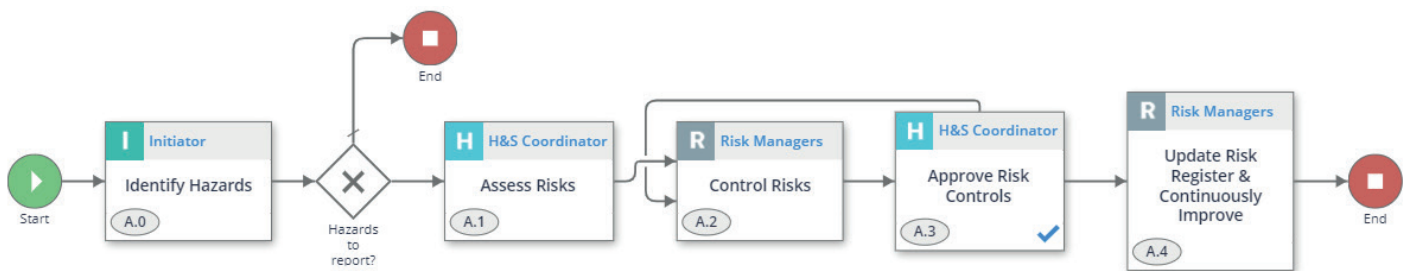 Start
I Initiator
Identify Hazards
A.0
Hazards
to
report?
End
H H&S Coordinator
Assess Risks
A.1
R Risk Managers
Control Risks
A.2
H H&S Coordinator
Approve Risk
Controls
A.3
R Risk Managers
Update Risk
Register &
Continuously
Improve
A.4
End